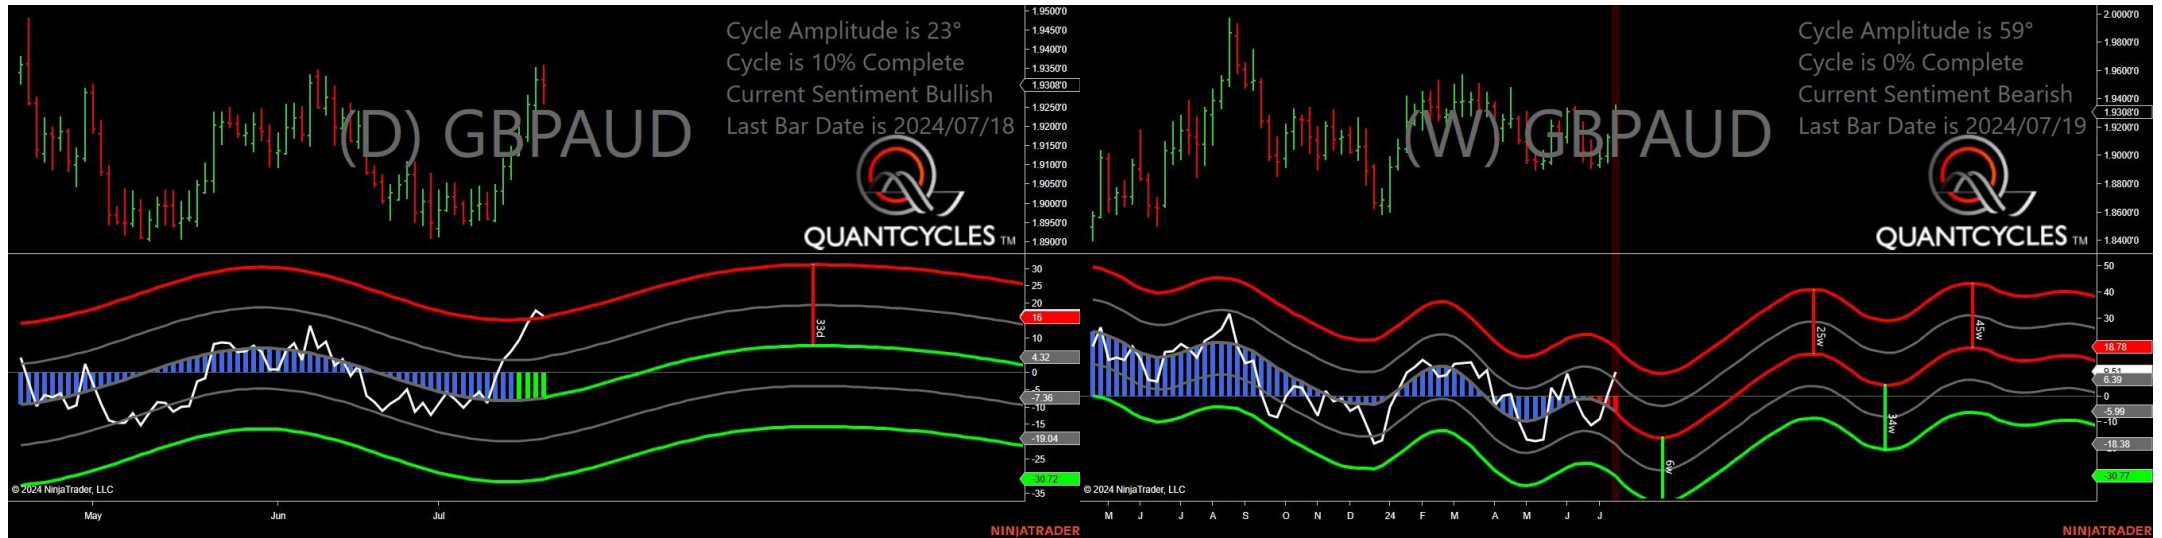 Cycle Amplitude is 23°
Cycle is 10% Complete
Current Sentiment Bullish
Last Bar Date is 2024/07/18
(D) GBPAUD
QUANTCYCLES TM
1.9500'0
1.9450'0
1.9400'0
1.9350'0
1.9308'0
1.9250'0
1.9200'0
1.9150'0
1.9100'0
1.9050'0
1.9000'0
1.8950'0
1.8900'0
33d
30
25
20
16
10
4.32
0
-5
-7.36
-10
-15
-19.04
-25
-30.72
-35
© 2024 NinjaTrader, LLC
May Jun Jul
NINJATRADER
Cycle Amplitude is 59°
Cycle is 0% Complete
Current Sentiment Bearish
Last Bar Date is 2024/07/19
(W) GBPAUD
QUANTCYCLES TM
2.0000'0
1.9800'0
1.9600'0
1.9400'0
1.9308'0
1.9200'0
1.9000'0
1.8800'0
1.8600'0
1.8400'0
6w
25w
34w
45w
50
40
30
18.78
9.51
6.39
0
-5.99
-10
-18.38
-30.77
© 2024 NinjaTrader, LLC
M J J A S O N D 24 F M A M J J
NINJATRADER